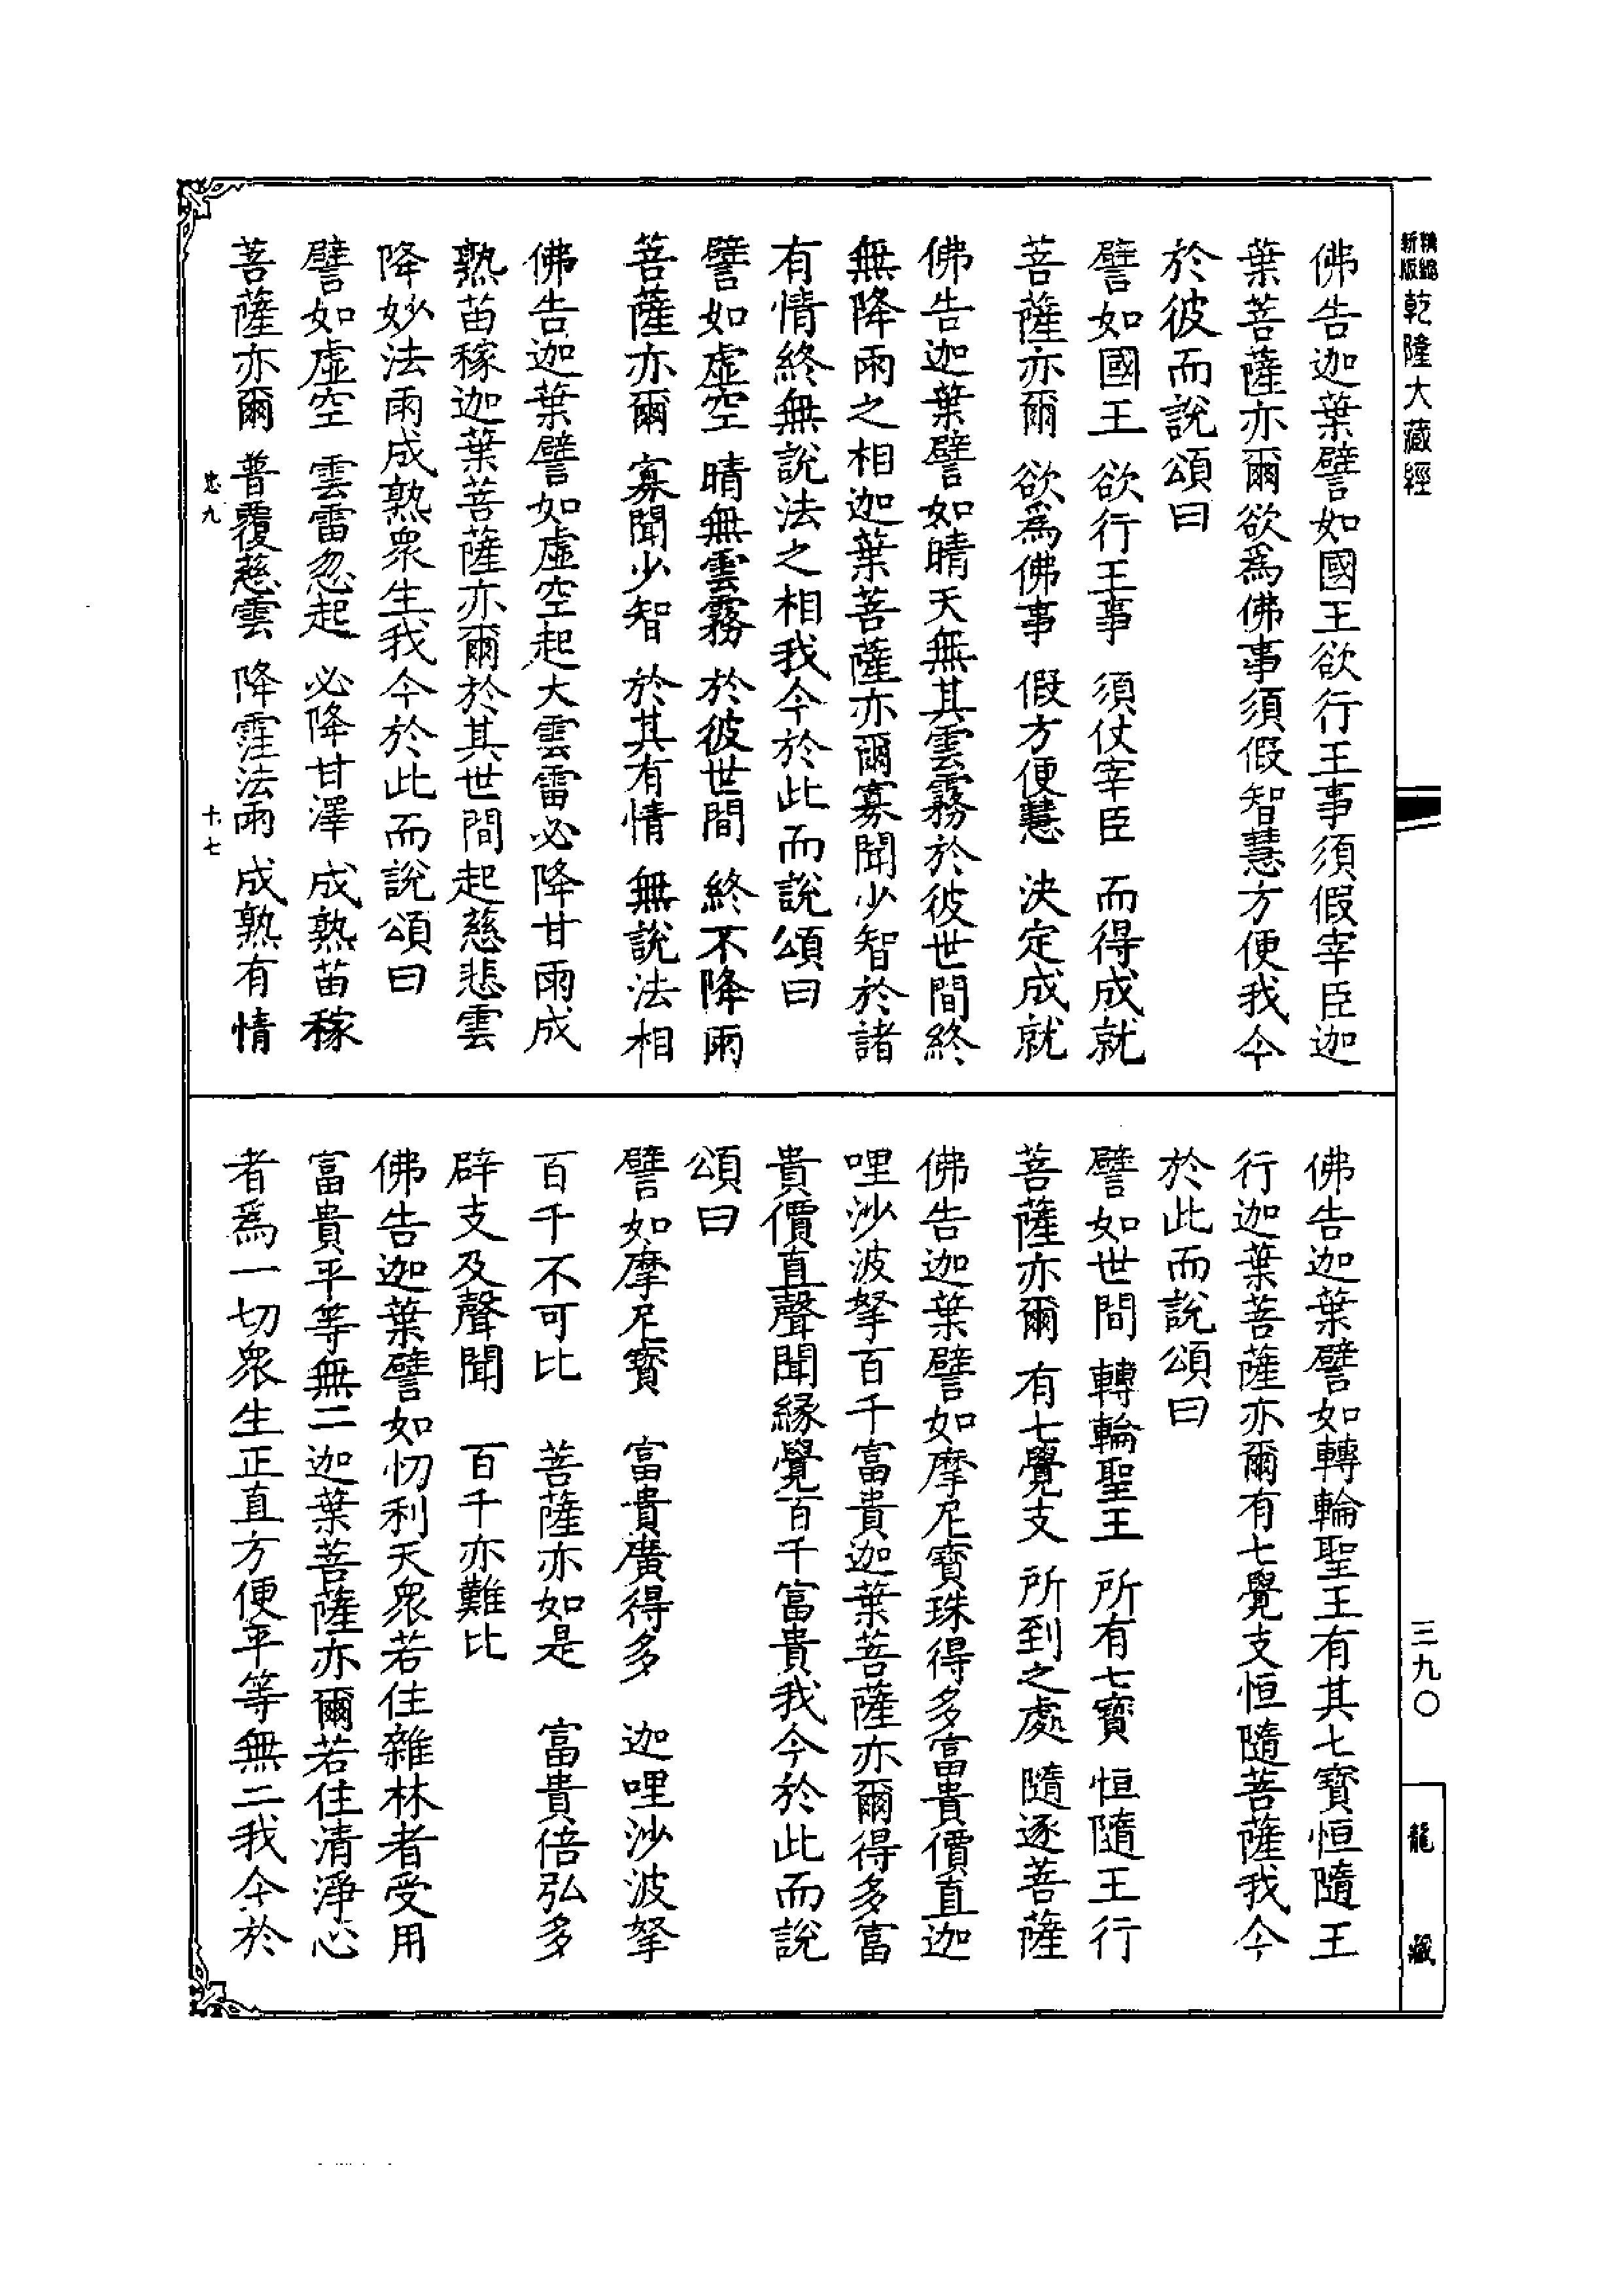 精縮新版 乾隆大藏經
佛告迦葉譬如國王欲行王事須假宰臣迦
葉菩薩亦爾欲爲佛事須假智慧方便我今
於彼而說頌曰
譬如國王 欲行王事 須仗宰臣 而得成就
菩薩亦爾 欲爲佛事 假方便慧 決定成就
佛告迦葉譬如晴天無其雲霧於彼世間終
無降雨之相迦葉菩薩亦爾寡聞少智於諸
有情終無說法之相我今於此而說頌曰
譬如虛空 晴無雲霧 於彼世間 終不降雨
菩薩亦爾 寡聞少智 於其有情 無說法相
佛告迦葉譬如虛空起大雲雷必降甘雨成
熟苗稼迦葉菩薩亦爾於其世間起慈悲雲
降妙法雨成熟衆生我今於此而說頌曰
譬如虛空 雲雷忽起 必降甘澤 成熟苗稼
菩薩亦爾 普覆慈雲 降霔法雨 成熟有情
忠九 十七
佛告迦葉譬如轉輪聖王有其七寶恒隨王
行迦葉菩薩亦爾有七覺支恒隨菩薩我今
於此而說頌曰
譬如世間 轉輪聖王 所有七寶 恒隨王行
菩薩亦爾 有七覺支 所到之處 隨逐菩薩
佛告迦葉譬如摩尼寶珠得多富貴價直迦
哩沙波拏百千富貴迦葉菩薩亦爾得多富
貴價直聲聞緣覺百千富貴我今於此而說
頌曰
譬如摩尼寶 富貴廣得多 迦哩沙波拏
百千不可比 菩薩亦如是 富貴倍弘多
辟支及聲聞 百千亦難比
佛告迦葉譬如忉利天衆若住雜林者受用
富貴平等無二迦葉菩薩亦爾若住清淨心
者爲一切衆生正直方便平等無二我今於
三九〇
龍藏